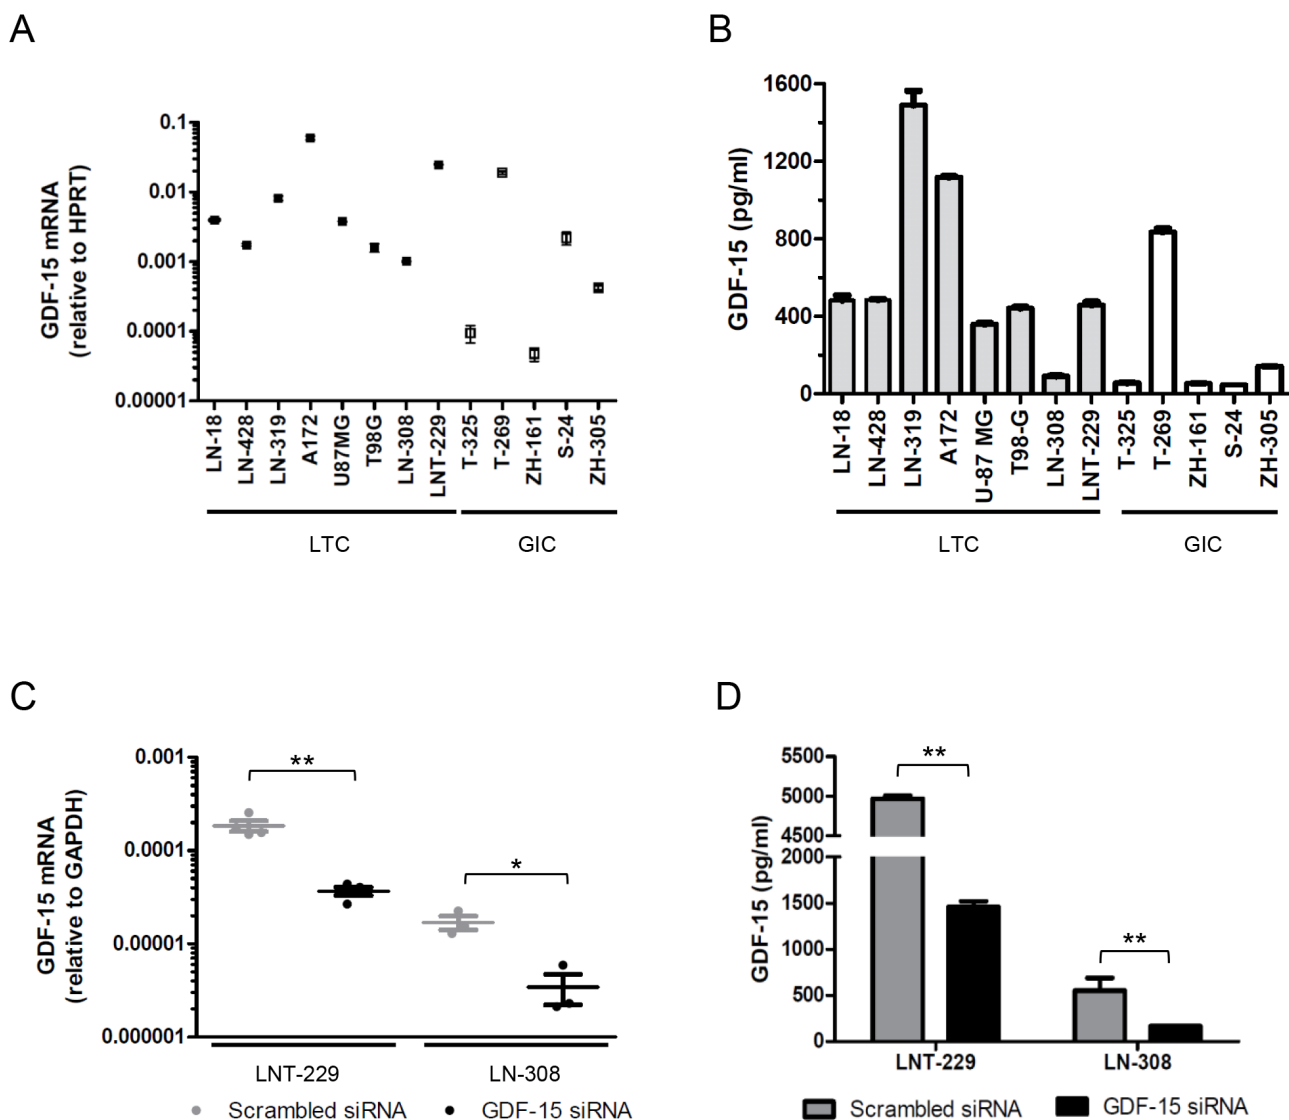 A
GDF-15 mRNA
(relative to HPRT)
0.1
0.01
0.001
0.0001
0.00001
LN-18
LN-428
LN-319
A172
U87MG
T98G
LN-308
LNT-229
T-325
T-269
ZH-161
S-24
ZH-305
LTC
GIC
B
GDF-15 (pg/ml)
1600
1200
800
400
0
LN-18
LN-428
LN-319
A172
U-87 MG
T98-G
LN-308
LNT-229
T-325
T-269
ZH-161
S-24
ZH-305
LTC
GIC
C
GDF-15 mRNA
(relative to GAPDH)
0.001
0.0001
0.00001
0.000001
**
*
LNT-229
LN-308
Scrambled siRNA
GDF-15 siRNA
D
GDF-15 (pg/ml)
5500
5000
4500
2000
1500
1000
500
0
**
**
LNT-229
LN-308
Scrambled siRNA
GDF-15 siRNA